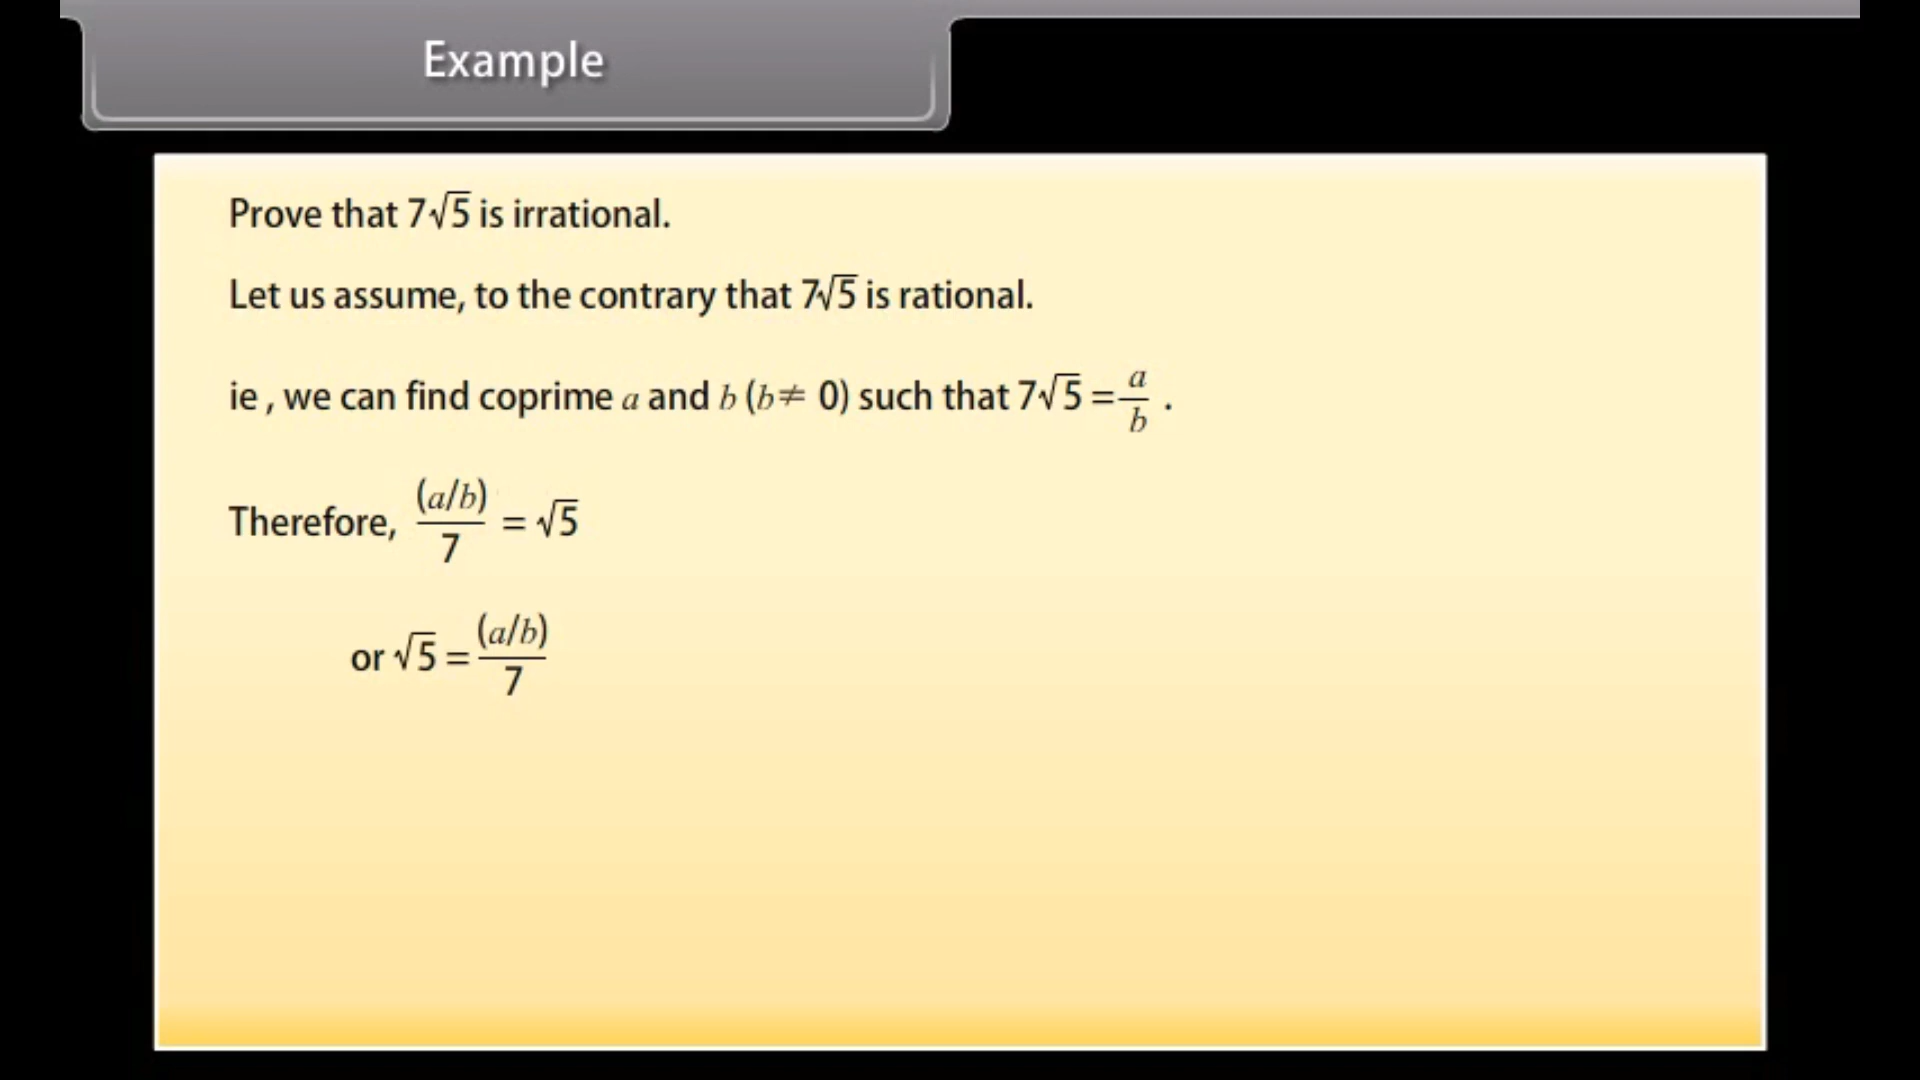 Example
Prove that 7√5 is irrational.
Let us assume, to the contrary that 7√5 is rational.
ie , we can find coprime a and b (b ≠ 0) such that 7√5 = a/b .
Therefore, (a/b)/7 = √5
or √5 = (a/b)/7